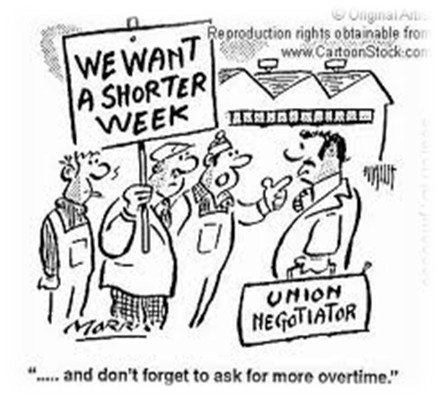 © Original Artist
Reproduction rights obtainable from
www.CartoonStock.com
WE WANT
A SHORTER
WEEK
UNION
NEGOTIATOR
MORRIS
"..... and don't forget to ask for more overtime."